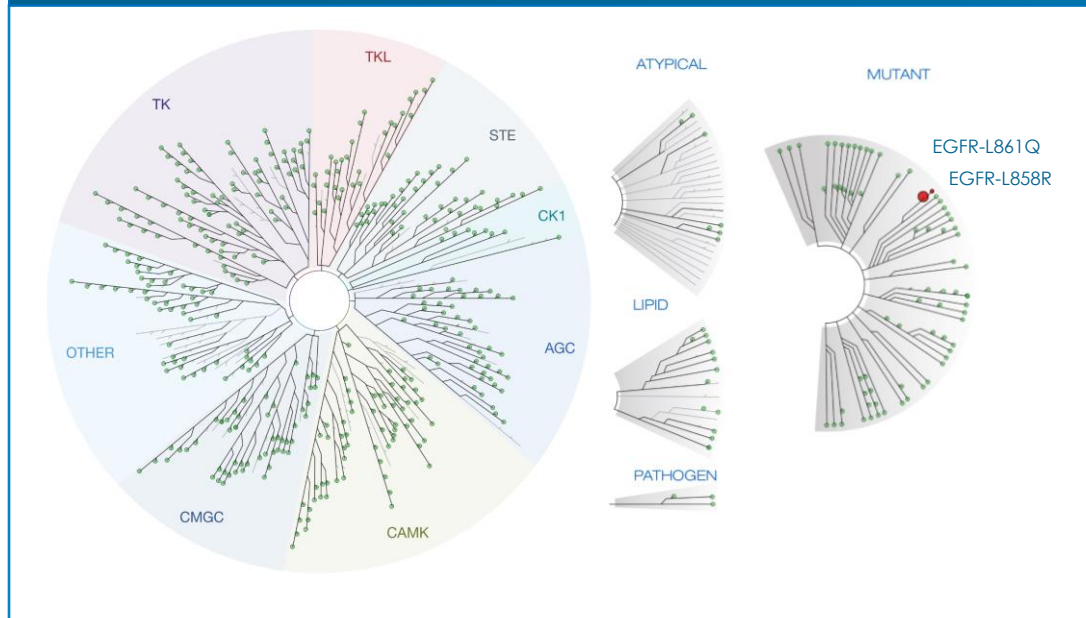 TK
TKL
STE
CK1
AGC
CAMK
CMGC
OTHER
ATYPICAL
LIPID
PATHOGEN
MUTANT
EGFR-L861Q
EGFR-L858R